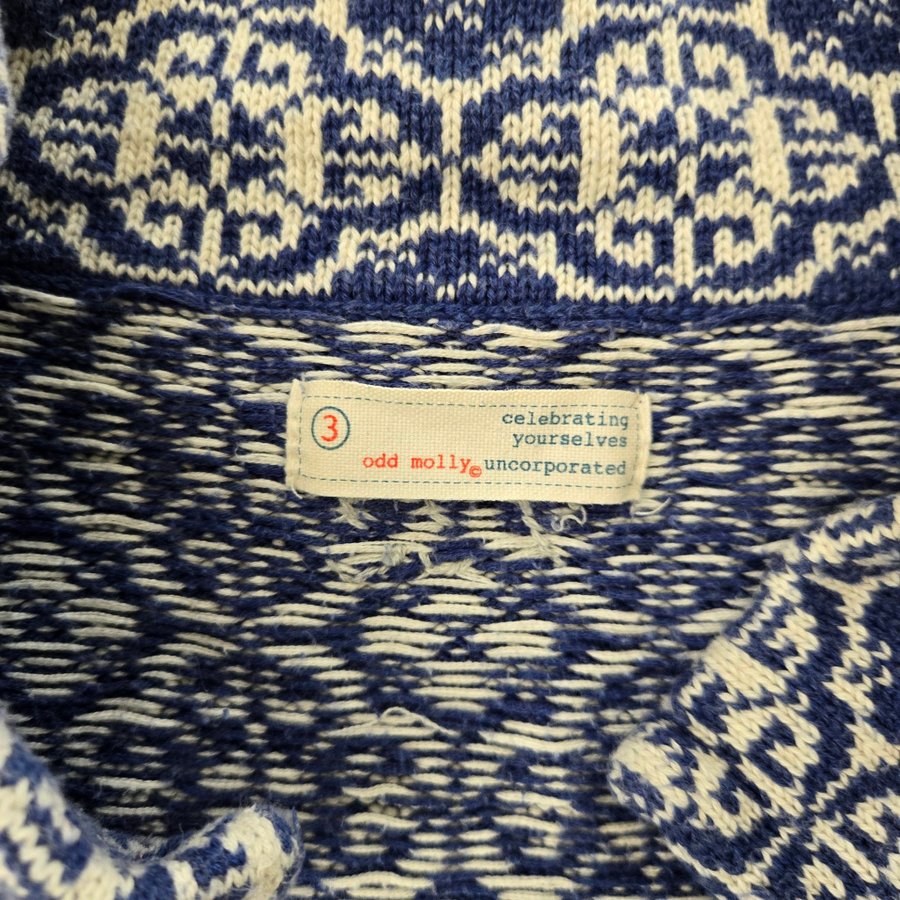 3
celebrating
yourselves
odd molly© uncorporated